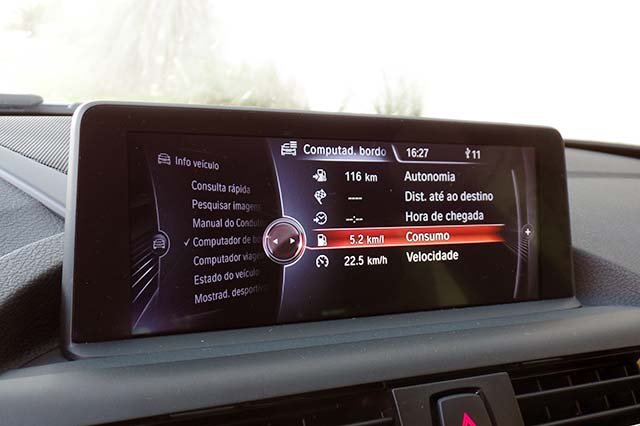 Info veículo
Consulta rápida
Pesquisar imagens
Manual do Condutor
Computador de bo
Computador viage
Estado do veículo
Mostrad. desportiv
Computad. bordo 16:27 11
116 km Autonomia
---- Dist. até ao destino
--:-- Hora de chegada
5.2 km/l Consumo
22.5 km/h Velocidade